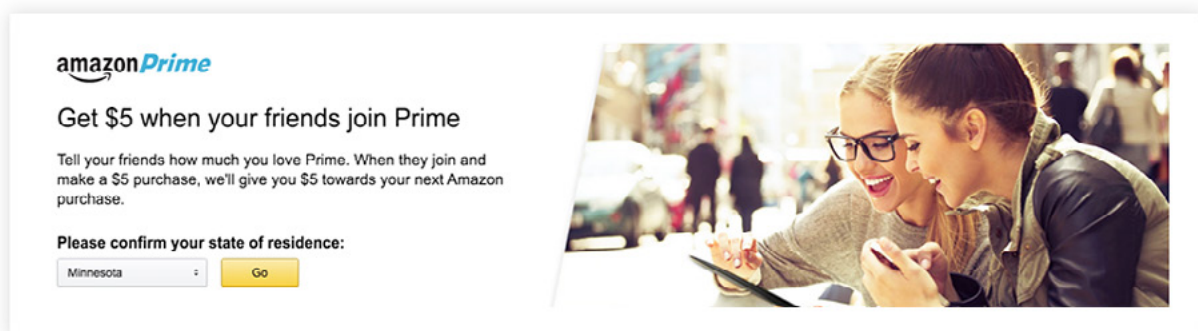 amazonPrime
Get $5 when your friends join Prime
Tell your friends how much you love Prime. When they join and
make a $5 purchase, we'll give you $5 towards your next Amazon
purchase.
Please confirm your state of residence:
Minnesota
Go